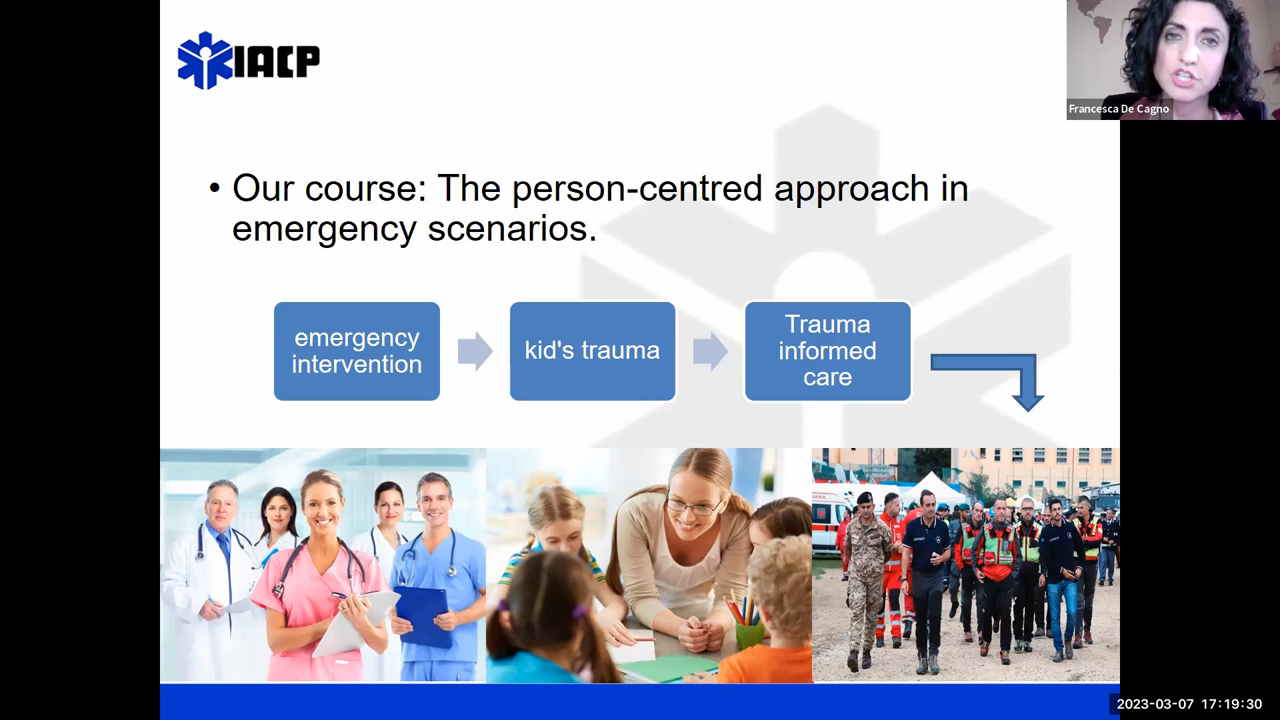 IACP
Francesca De Cagno
• Our course: The person-centred approach in
emergency scenarios.
emergency
intervention
kid's trauma
Trauma
informed
care
2023-03-07 17:19:30